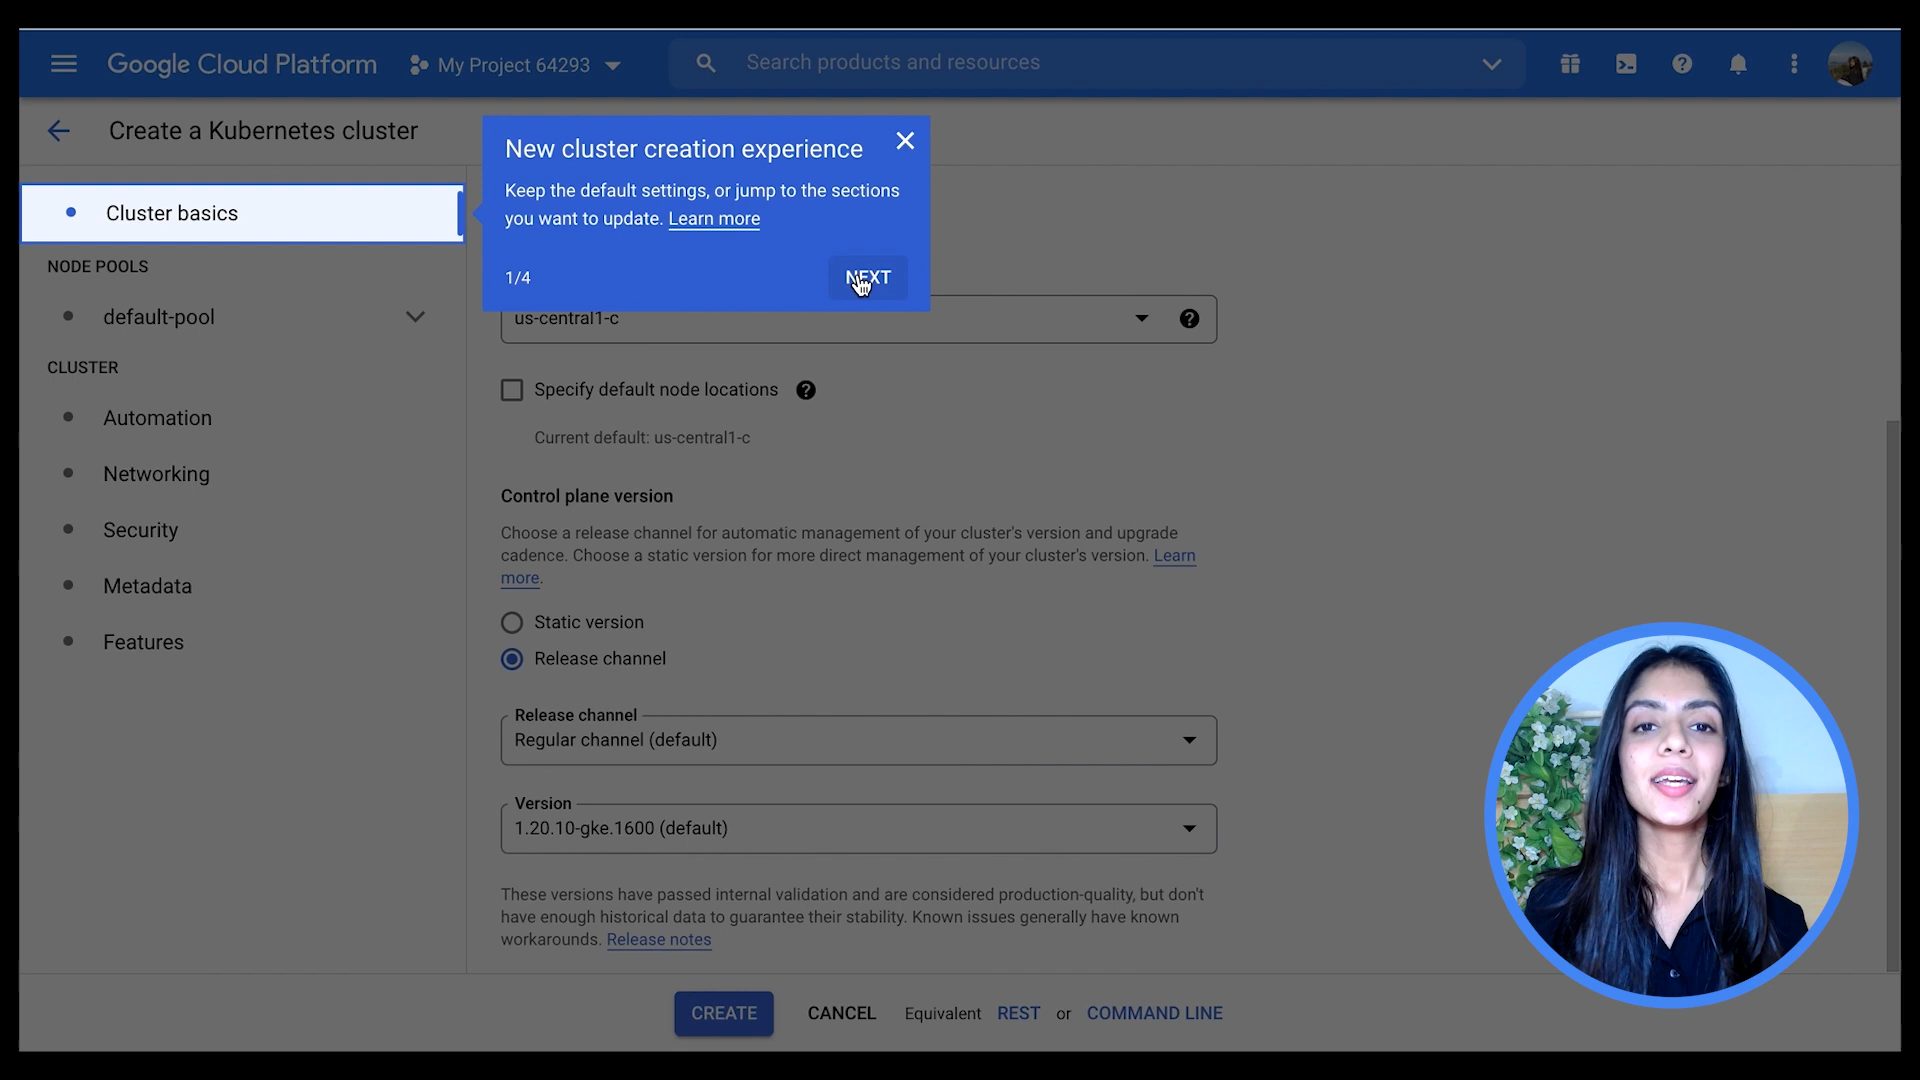 Google Cloud Platform
My Project 64293
Search products and resources
Create a Kubernetes cluster
New cluster creation experience
Keep the default settings, or jump to the sections
you want to update. Learn more
1/4
NEXT
Cluster basics
NODE POOLS
default-pool
CLUSTER
Automation
Networking
Security
Metadata
Features
us-central1-c
Specify default node locations
Current default: us-central1-c
Control plane version
Choose a release channel for automatic management of your cluster's version and upgrade
cadence. Choose a static version for more direct management of your cluster's version. Learn
more.
Static version
Release channel
Release channel
Regular channel (default)
Version
1.20.10-gke.1600 (default)
These versions have passed internal validation and are considered production-quality, but don't
have enough historical data to guarantee their stability. Known issues generally have known
workarounds. Release notes
CREATE CANCEL Equivalent REST or COMMAND LINE